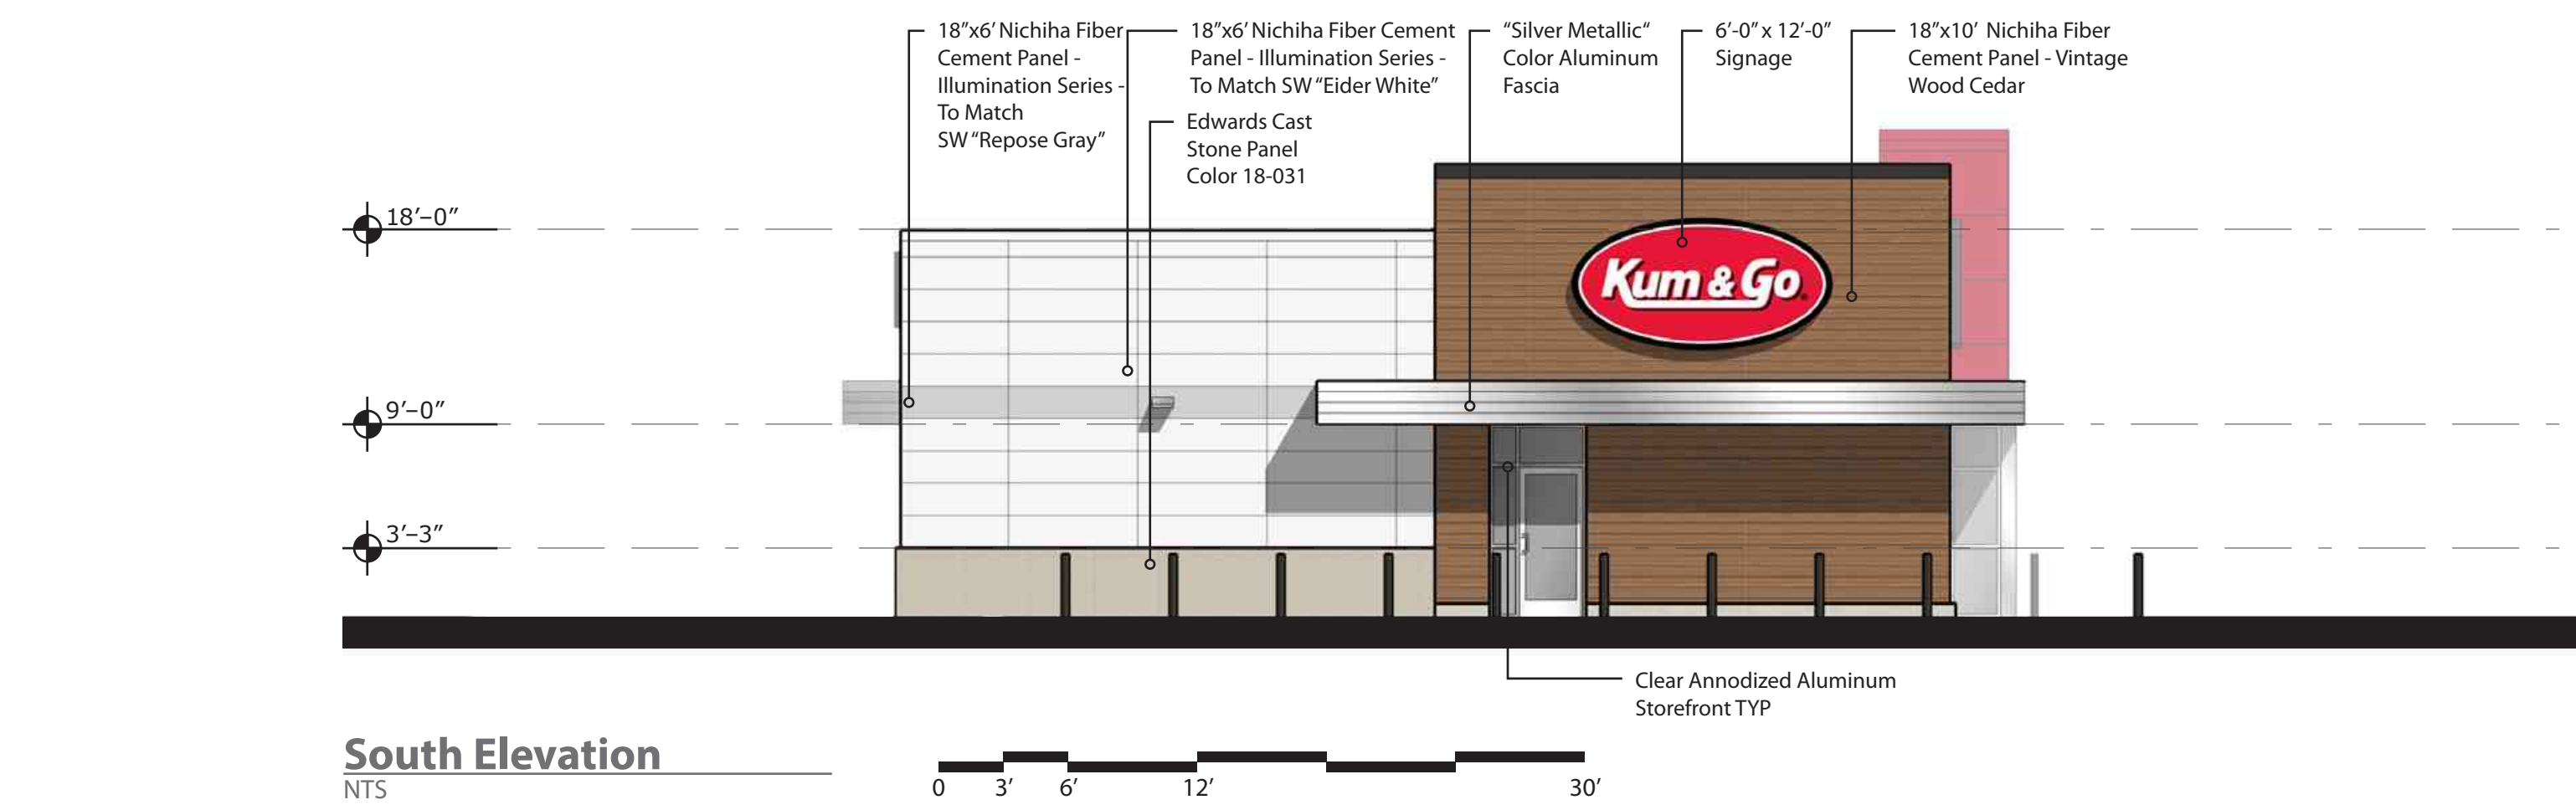 18”x6’ Nichiha Fiber
Cement Panel -
Illumination Series -
To Match
SW “Repose Gray”
18”x6’ Nichiha Fiber Cement
Panel - Illumination Series -
To Match SW “Eider White”
Edwards Cast
Stone Panel
Color 18-031
“Silver Metallic“
Color Aluminum
Fascia
6’-0” x 12’-0”
Signage
18”x10’ Nichiha Fiber
Cement Panel - Vintage
Wood Cedar
18’–0”
Kum & Go
9’–0”
3’–3”
Clear Annodized Aluminum
Storefront TYP
South Elevation
NTS
0 3’ 6’ 12’ 30’